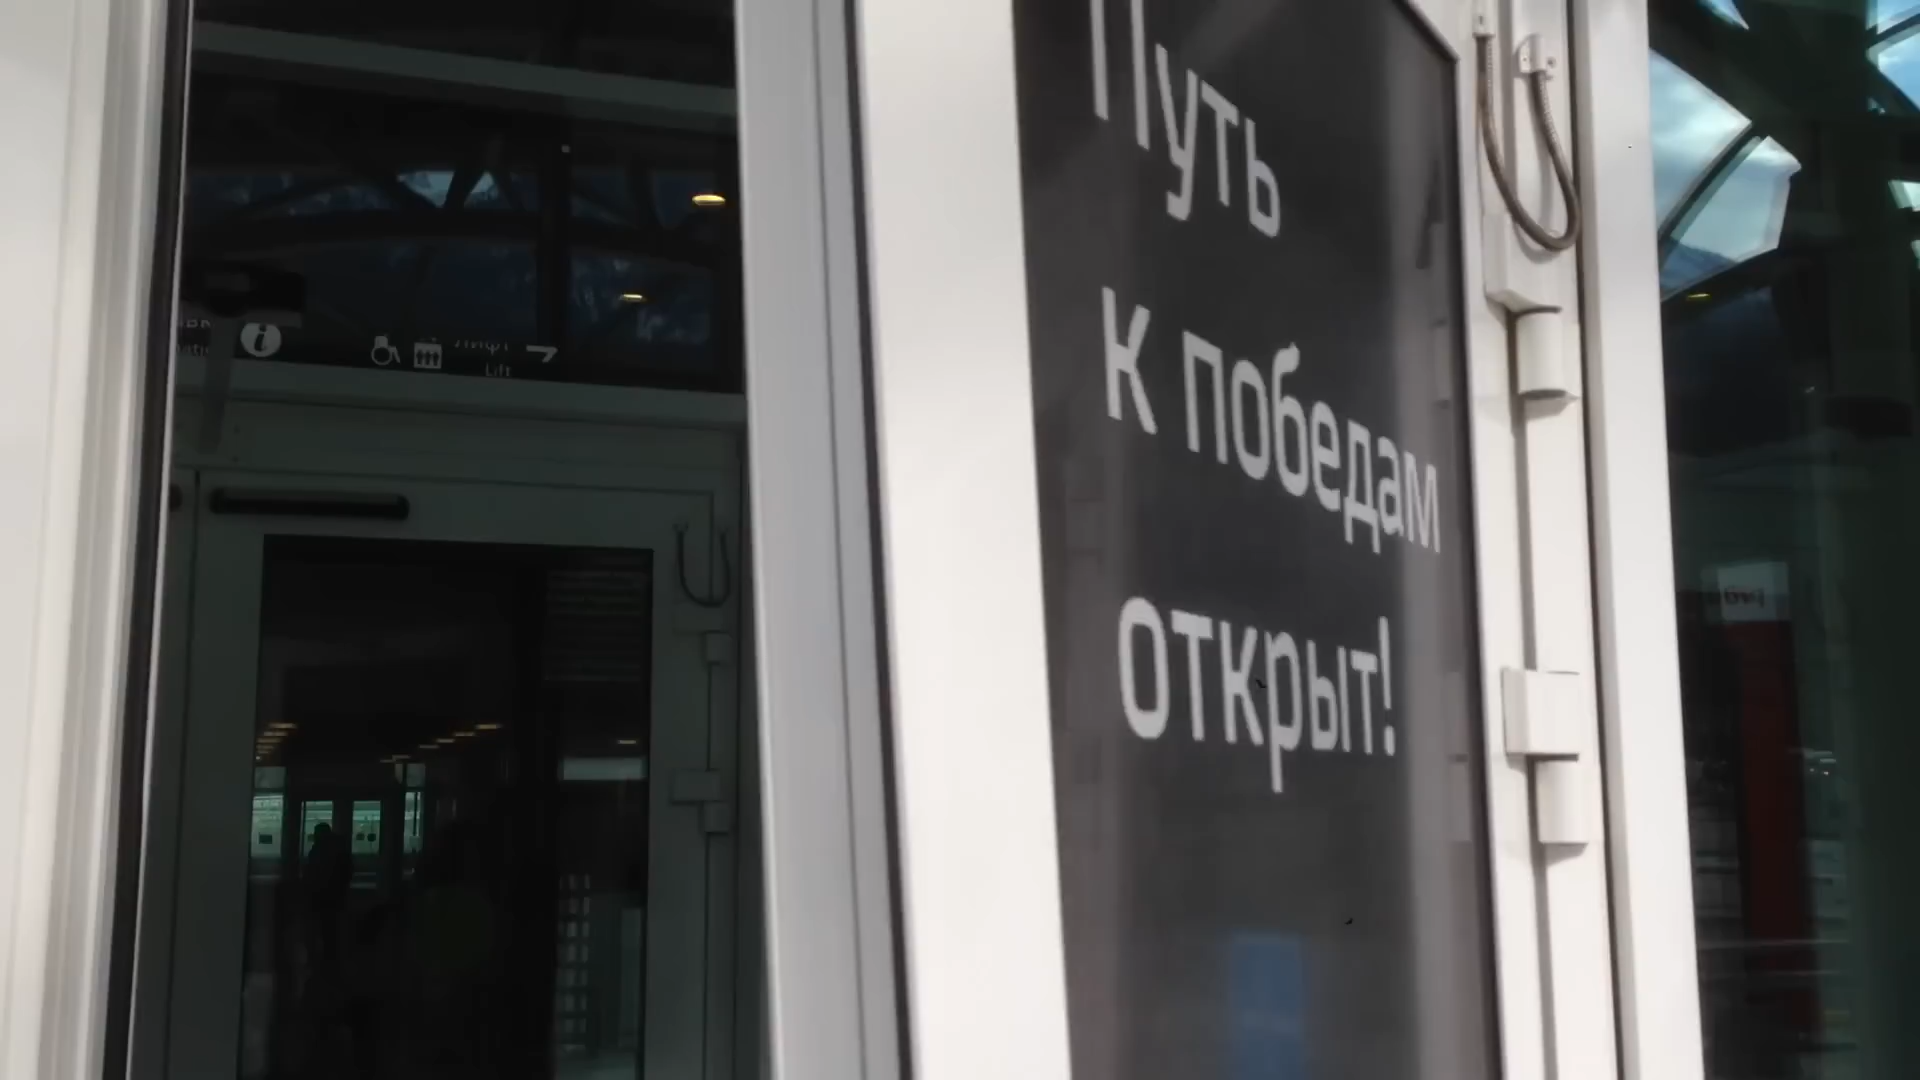 Путь
к победам
открыт!
Лифт
Lift